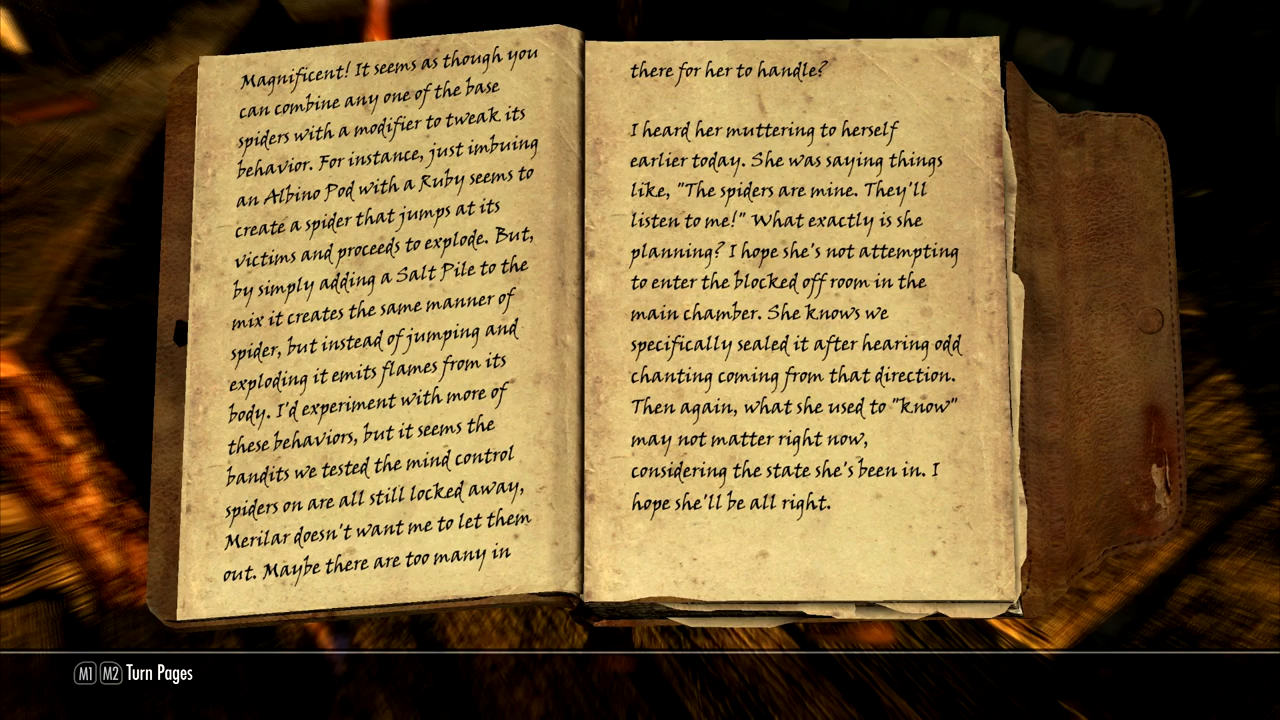 Magnificent! It seems as though you
can combine any one of the base
spiders with a modifier to tweak its
behavior. For instance, just imbuing
an Albino Pod with a Ruby seems to
create a spider that jumps at its
victims and proceeds to explode. But,
by simply adding a Salt Pile to the
mix it creates the same manner of
spider, but instead of jumping and
exploding it emits flames from its
body. I'd experiment with more of
these behaviors, but it seems the
bandits we tested the mind control
spiders on are all still locked away,
Merilar doesn't want me to let them
out. Maybe there are too many in
there for her to handle?
I heard her muttering to herself
earlier today. She was saying things
like, "The spiders are mine. They'll
listen to me!" What exactly is she
planning? I hope she's not attempting
to enter the blocked off room in the
main chamber. She knows we
specifically sealed it after hearing odd
chanting coming from that direction.
Then again, what she used to "know"
may not matter right now,
considering the state she's been in. I
hope she'll be all right.
M1 M2 Turn Pages